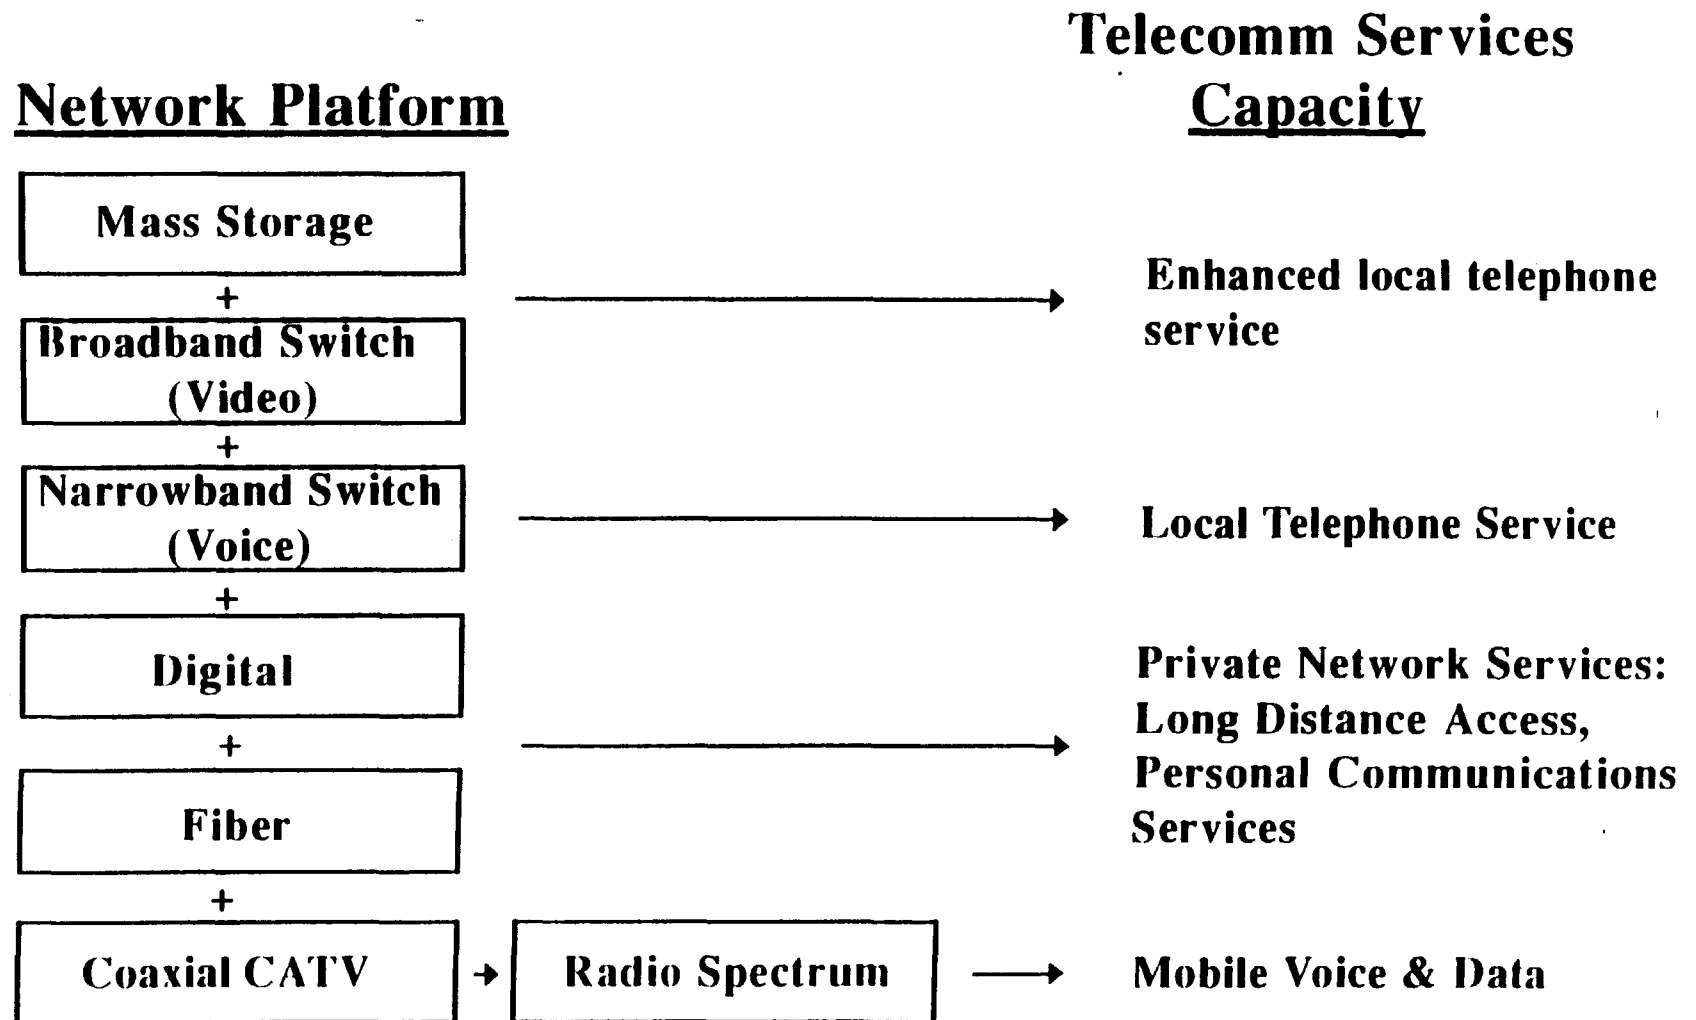 Telecomm Services
Capacity
Network Platform
Mass Storage
+
Broadband Switch
(Video)
+
Narrowband Switch
(Voice)
+
Digital
+
Fiber
+
Coaxial CATV
Radio Spectrum
Enhanced local telephone
service
Local Telephone Service
Private Network Services:
Long Distance Access,
Personal Communications
Services
Mobile Voice & Data